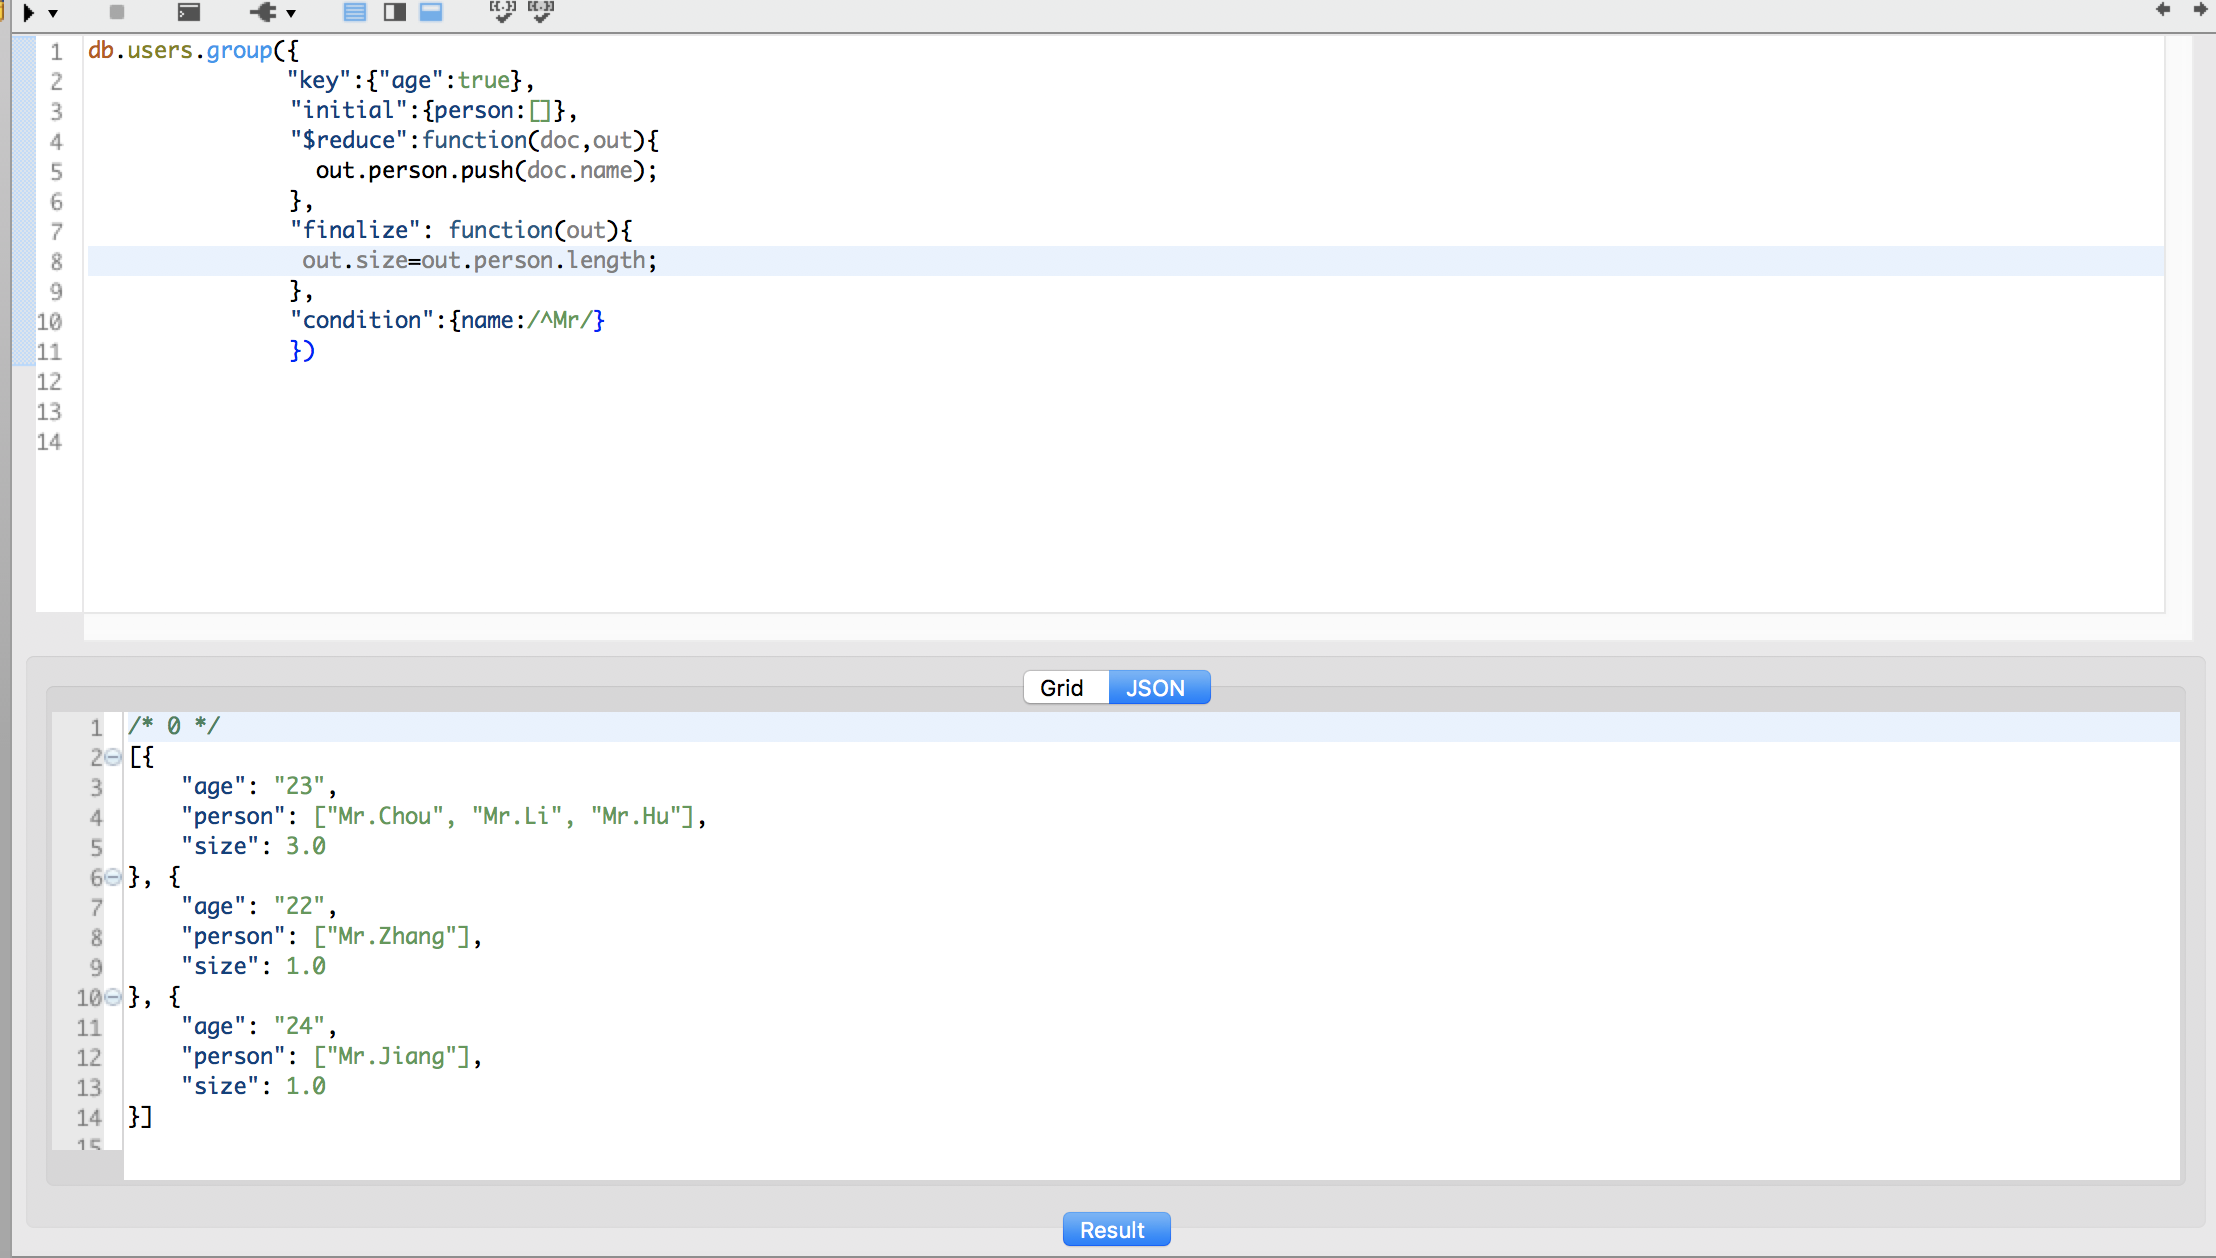 1 db.users.group({
2 "key":{"age":true},
3 "initial":{person:[]},
4 "$reduce":function(doc,out){
5 out.person.push(doc.name);
6 },
7 "finalize": function(out){
8 out.size=out.person.length;
9 },
10 "condition":{name:/^Mr/}
11 })
12
13
14
Grid JSON
1 /* 0 */
2 [{
3 "age": "23",
4 "person": ["Mr.Chou", "Mr.Li", "Mr.Hu"],
5 "size": 3.0
6 }, {
7 "age": "22",
8 "person": ["Mr.Zhang"],
9 "size": 1.0
10 }, {
11 "age": "24",
12 "person": ["Mr.Jiang"],
13 "size": 1.0
14 }]
15
Result